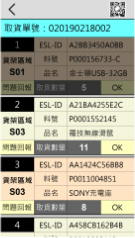 取貨單號：020190218002
1 ESL-ID A2BB3450A0BB
貨架區域 料號 P000156733-C
S01 品名 金士頓USB-32GB
問題回報 取貨數量 5 OK
2 ESL-ID A21BA4255E2C
貨架區域 料號 P0001S52145
S03 品名 羅技無線滑鼠
問題回報 取貨數量 11 OK
3 ESL-ID AA1424C56BB8
貨架區域 料號 P00011004851
S03 品名 SONY充電座
問題回報 取貨數量 8 OK
4 ESL-ID A458CB162B4B